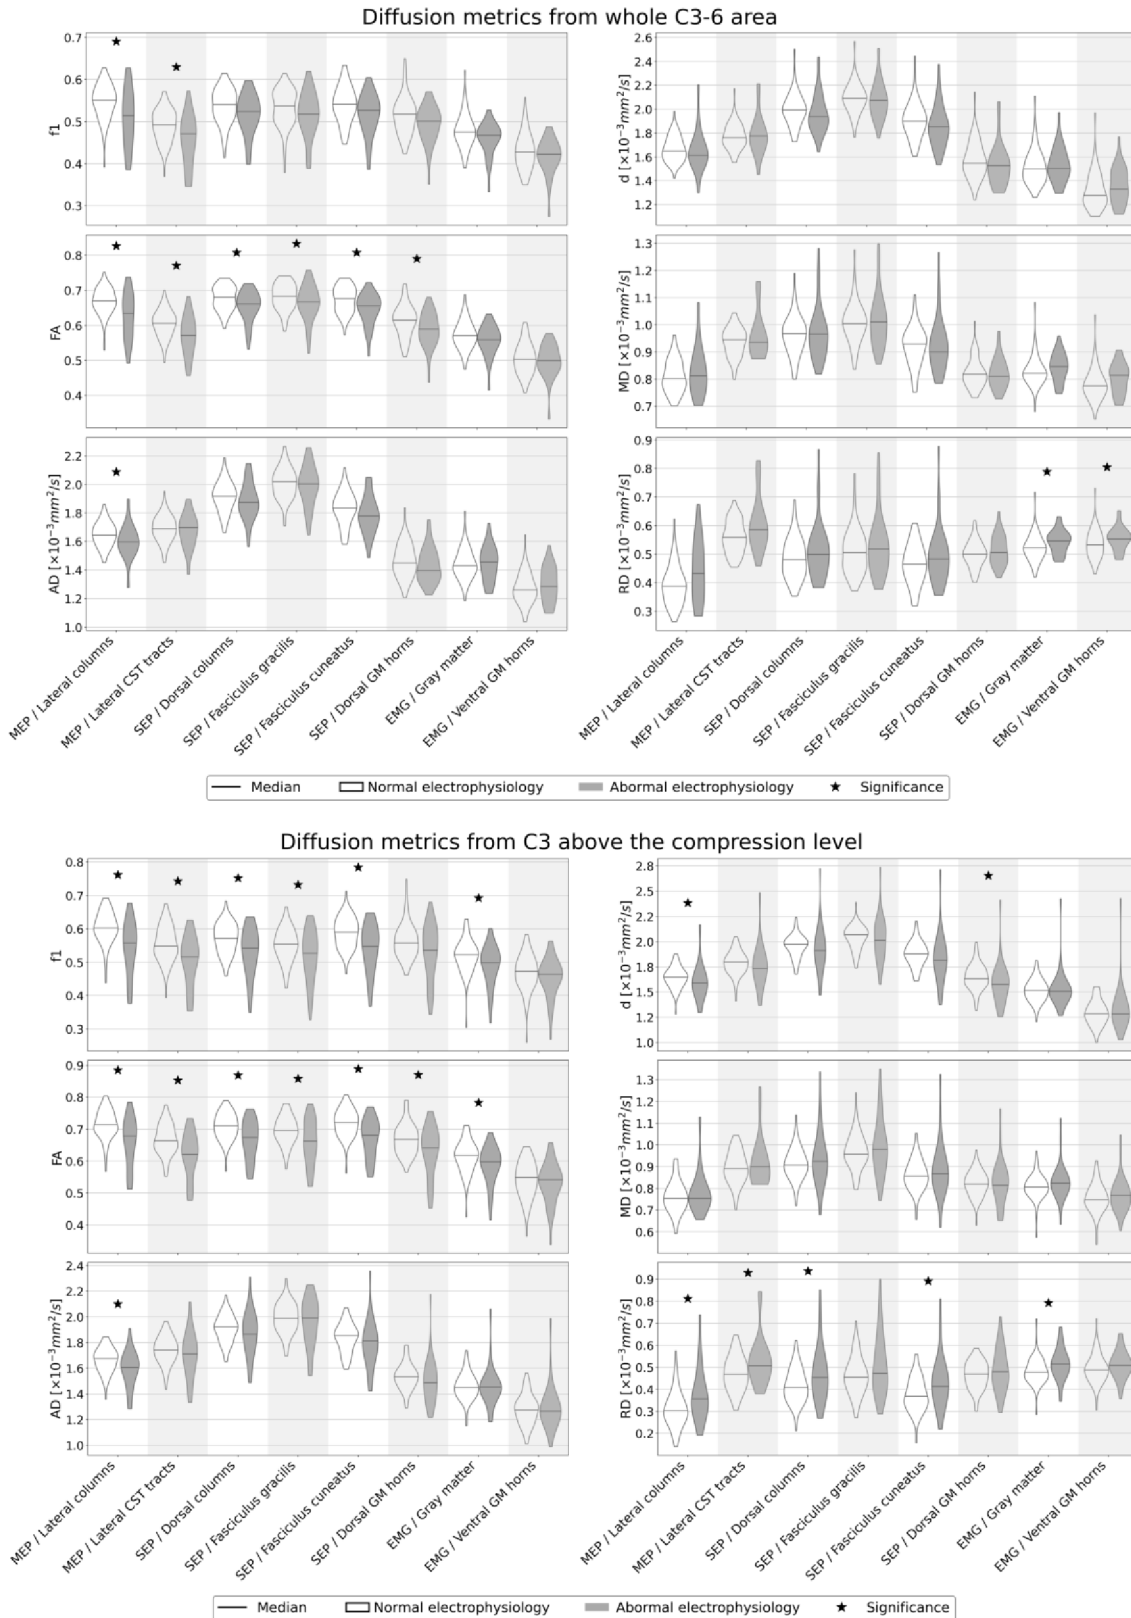 Diffusion metrics from whole C3-6 area
0.7
0.6
0.5
0.4
0.3
f1
2.6
2.4
2.2
2.0
1.8
1.6
1.4
1.2
d [×10⁻³mm²/s]
0.8
0.7
0.6
0.5
0.4
FA
1.3
1.2
1.1
1.0
0.9
0.8
0.7
MD [×10⁻³mm²/s]
2.2
2.0
1.8
1.6
1.4
1.2
1.0
AD [×10⁻³mm²/s]
0.9
0.8
0.7
0.6
0.5
0.4
0.3
RD [×10⁻³mm²/s]
MEP / Lateral columns
MEP / Lateral CST tracts
SEP / Dorsal columns
SEP / Fasciculus gracilis
SEP / Fasciculus cuneatus
SEP / Dorsal GM horns
EMG / Gray matter
EMG / Ventral GM horns
MEP / Lateral columns
MEP / Lateral CST tracts
SEP / Dorsal columns
SEP / Fasciculus gracilis
SEP / Fasciculus cuneatus
SEP / Dorsal GM horns
EMG / Gray matter
EMG / Ventral GM horns
Median Normal electrophysiology Abormal electrophysiology Significance
Diffusion metrics from C3 above the compression level
0.8
0.7
0.6
0.5
0.4
0.3
f1
2.8
2.5
2.2
2.0
1.8
1.5
1.2
1.0
d [×10⁻³mm²/s]
0.9
0.8
0.7
0.6
0.5
0.4
FA
1.3
1.2
1.1
1.0
0.9
0.8
0.7
0.6
MD [×10⁻³mm²/s]
2.4
2.2
2.0
1.8
1.6
1.4
1.2
1.0
AD [×10⁻³mm²/s]
0.9
0.8
0.7
0.6
0.5
0.4
0.3
0.2
RD [×10⁻³mm²/s]
MEP / Lateral columns
MEP / Lateral CST tracts
SEP / Dorsal columns
SEP / Fasciculus gracilis
SEP / Fasciculus cuneatus
SEP / Dorsal GM horns
EMG / Gray matter
EMG / Ventral GM horns
MEP / Lateral columns
MEP / Lateral CST tracts
SEP / Dorsal columns
SEP / Fasciculus gracilis
SEP / Fasciculus cuneatus
SEP / Dorsal GM horns
EMG / Gray matter
EMG / Ventral GM horns
Median Normal electrophysiology Abormal electrophysiology Significance